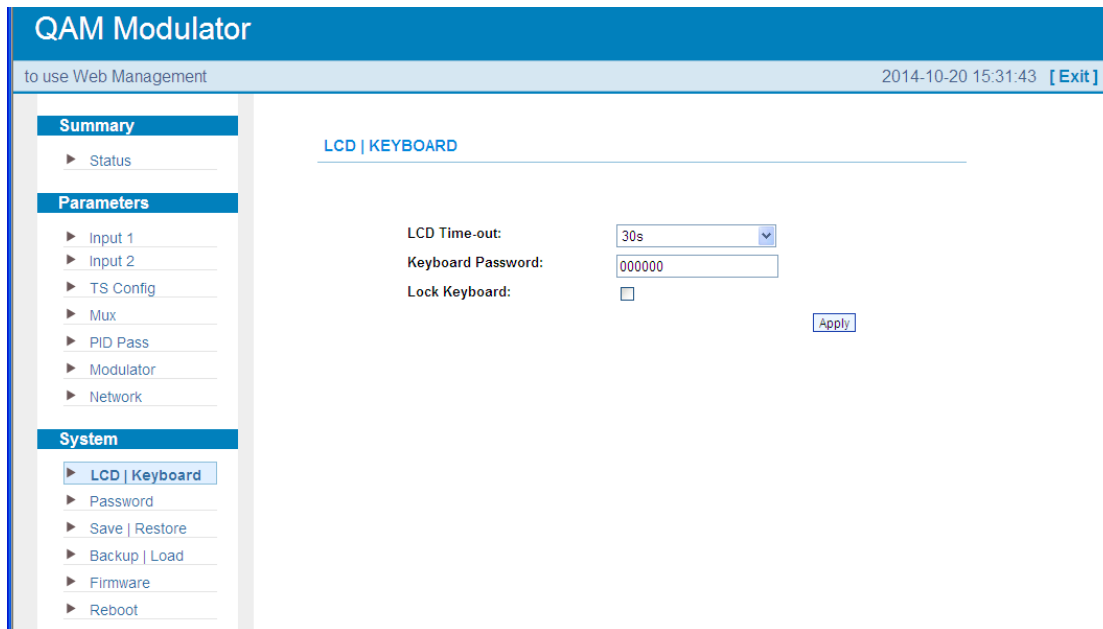 QAM Modulator
to use Web Management
2014-10-20 15:31:43 [ Exit ]
Summary
Status
Parameters
Input 1
Input 2
TS Config
Mux
PID Pass
Modulator
Network
System
LCD | Keyboard
Password
Save | Restore
Backup | Load
Firmware
Reboot
LCD | KEYBOARD
LCD Time-out: 30s
Keyboard Password: 000000
Lock Keyboard:
Apply